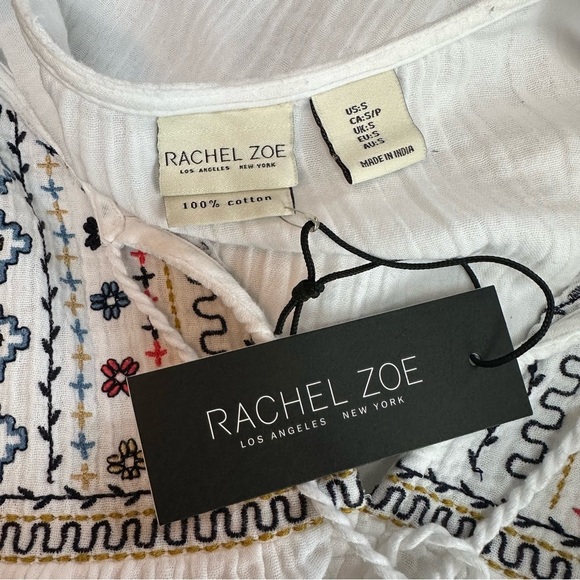 RACHEL ZOE
LOS ANGELES NEW YORK
100% cotton
US:S
CA:S/P
UK:S
EU:S
AU:S
MADE IN INDIA
RACHEL ZOE
LOS ANGELES NEW YORK